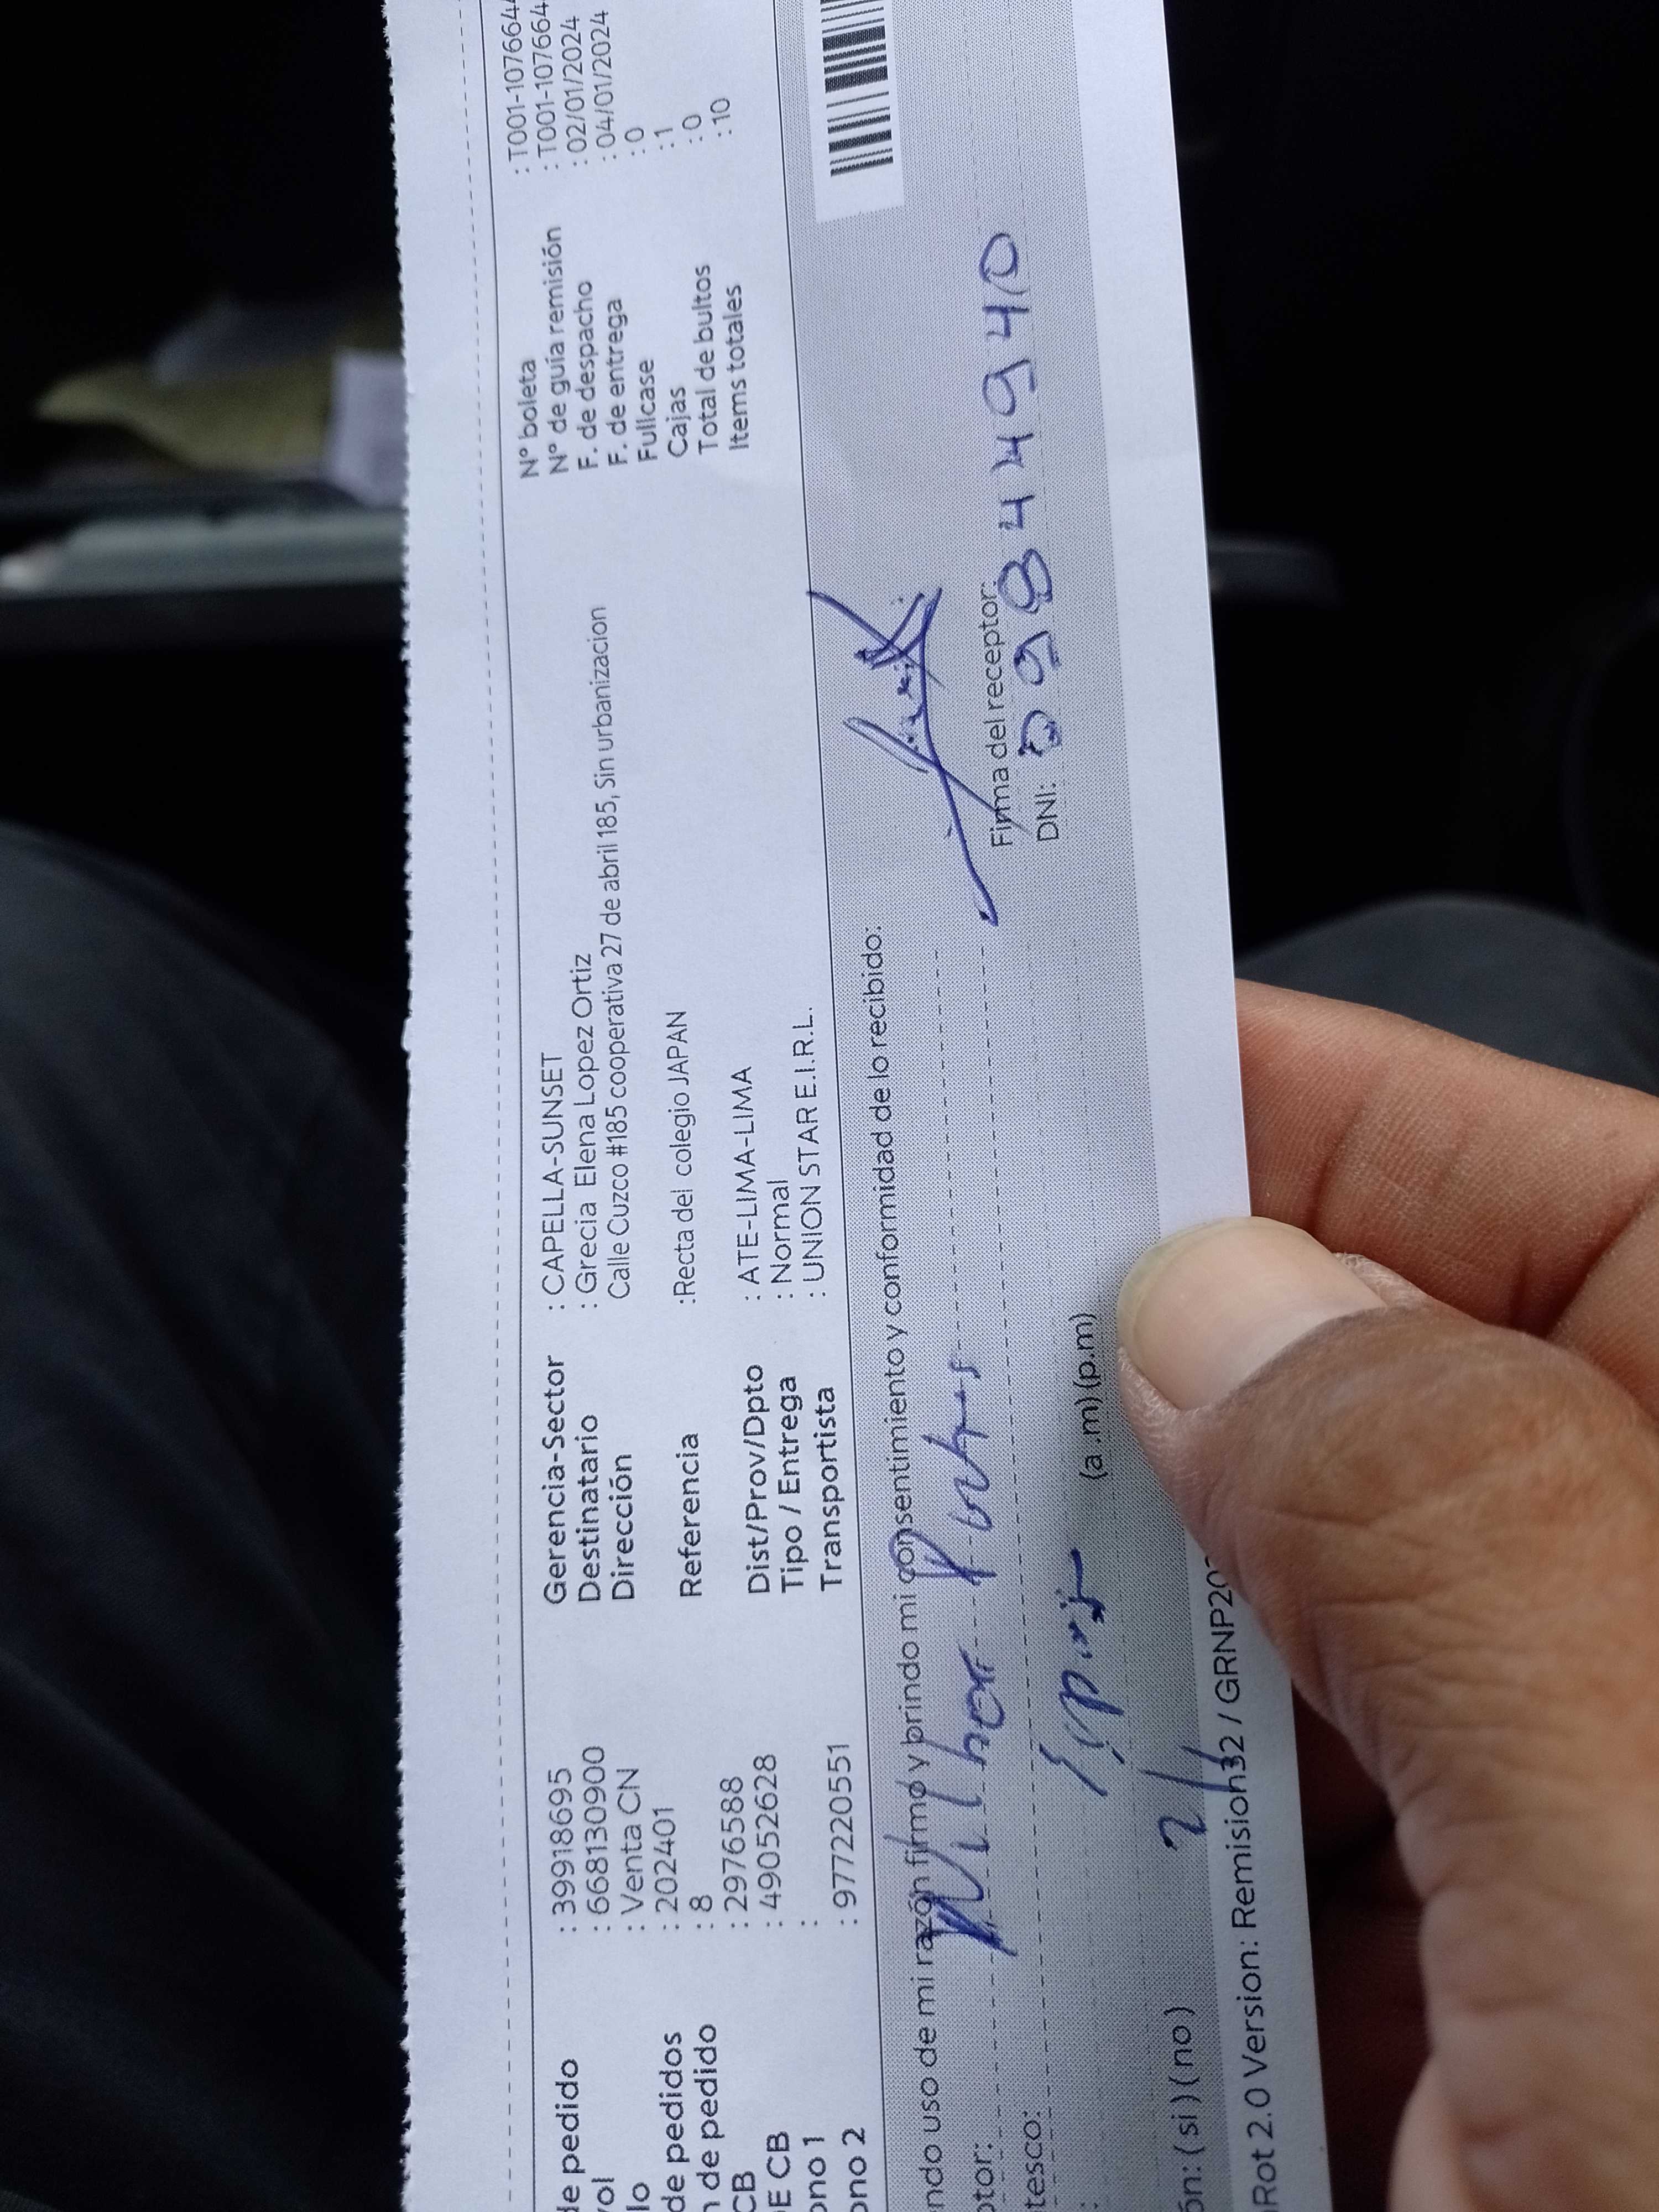 de pedido : 39918695
vol : 668130908
lo : Venta CN
de pedidos : 202401
n de pedido : 8
CB : 2976588
E CB : 49052628
ono 1 :
ono 2 : 977220551
Gerencia-Sector : CAPELLA-SUNSET
Destinatario : Grecia Elena Lopez Ortiz
Dirección Calle Cuzco #185 cooperativa 27 de abril 185, Sin urbanizacion
Referencia :Recta del colegio JAPAN
Dist/Prov/Dpto : ATE-LIMA-LIMA
Tipo / Entrega : Normal
Transportista : UNION STAR E.I.R.L.
N° boleta : T001-107664
N° de guía remisión : T001-107664
F. de despacho : 02/01/2024
F. de entrega : 04/01/2024
Fullcase : 0
Cajas : 1
Total de bultos : 0
Items totales : 10
ndo uso de mi razón firmo y brindo mi consentimiento y conformidad de lo recibido:
ptor:
tesco:
: (a.m) (p.m)
ón: (si) (no)
Firma del receptor:
DNI: 09844940
Rot 2.0 Version: Remision32 / GRNP20